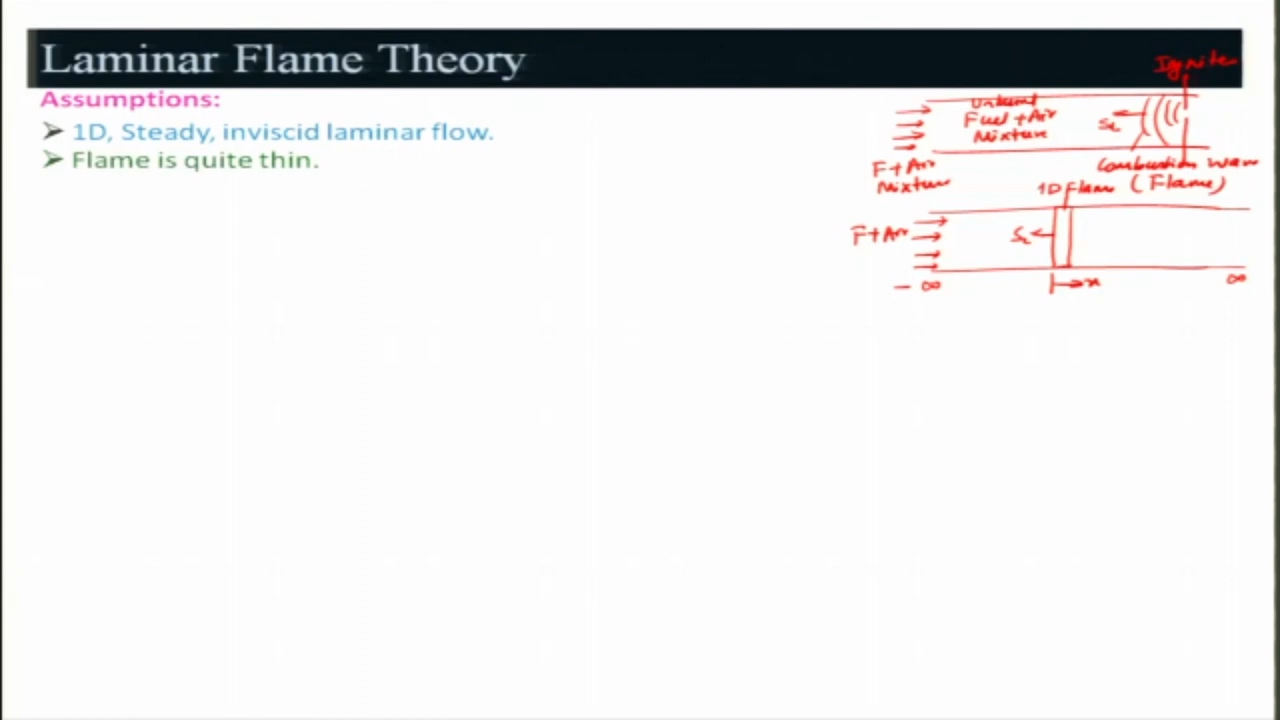 Laminar Flame Theory
Assumptions:
➤ 1D, Steady, inviscid laminar flow.
➤ Flame is quite thin.
Igniter
Unburnt
Fuel + Air
Mixture
SL
F + Air
Mixture
Combustion Wave
(Flame)
1D Flame
F + Air
SL
- ∞
x
∞